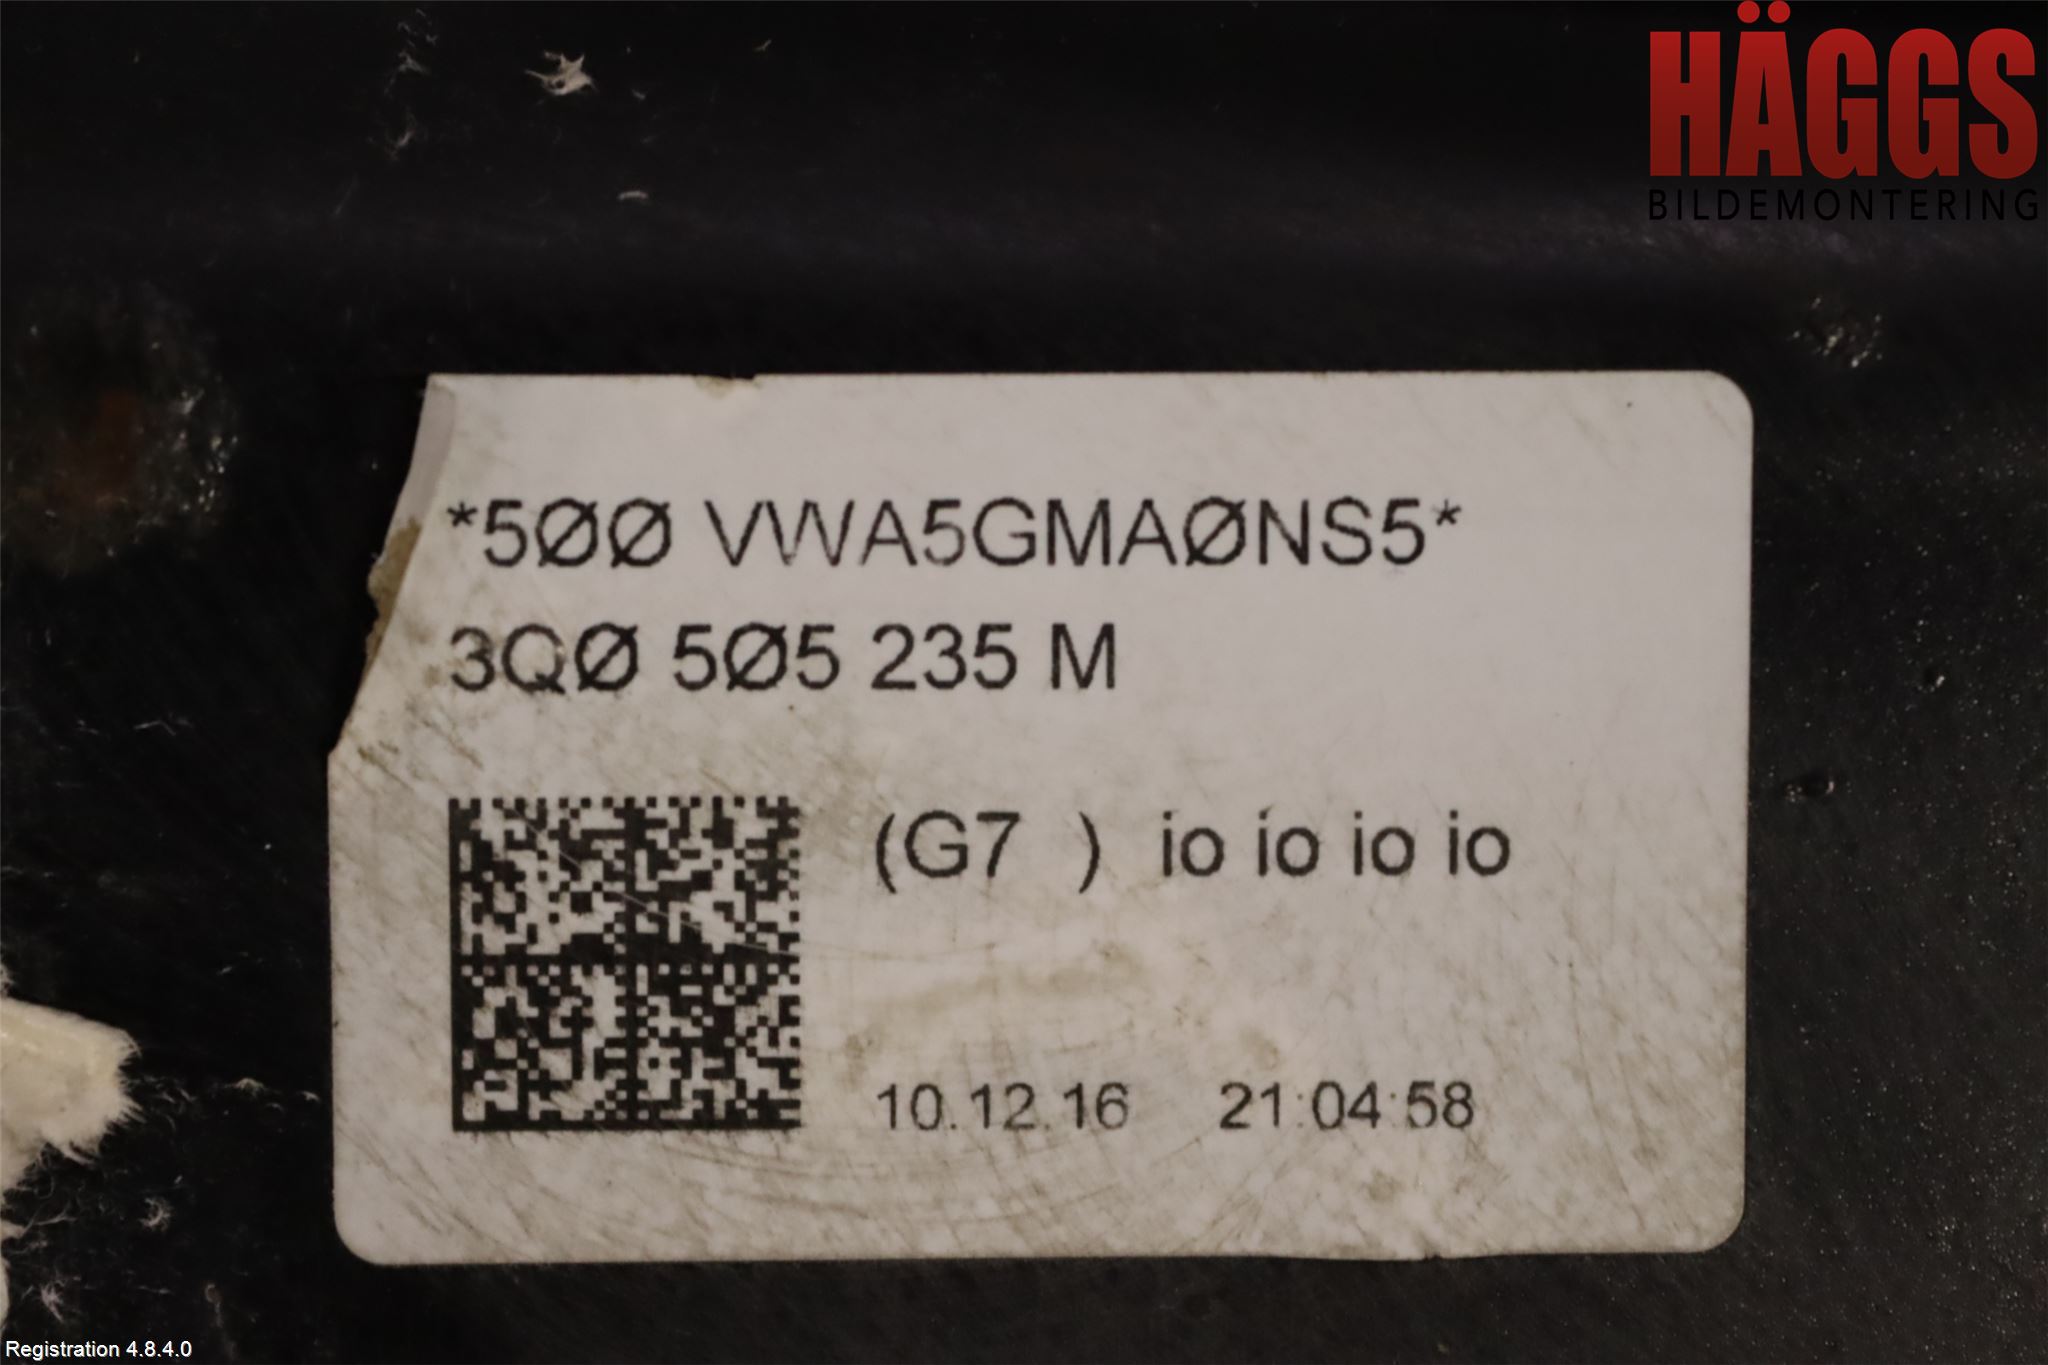 HÄGGS
BILDEMONTERING
*5ØØ VWA5GMAØNS5*
3QØ 5Ø5 235 M
(G7 ) io io io io
10.12.16 21:04:58
Registration 4.8.4.0